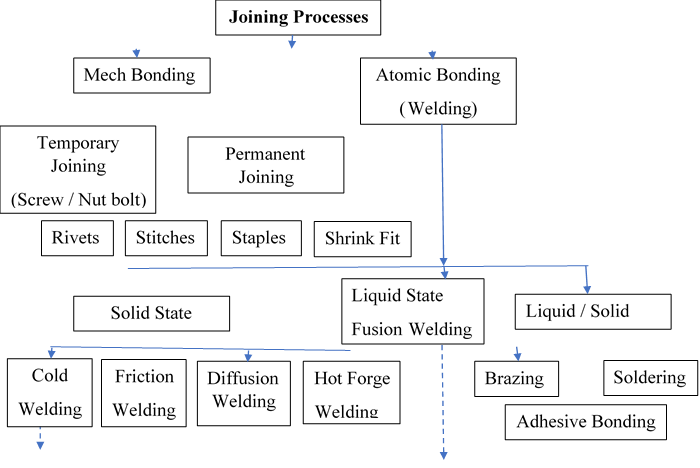 Joining Processes
Mech Bonding
Atomic Bonding
(Welding)
Temporary
Joining
(Screw / Nut bolt)
Permanent
Joining
Rivets
Stitches
Staples
Shrink Fit
Solid State
Liquid State
Fusion Welding
Liquid / Solid
Cold
Welding
Friction
Welding
Diffusion
Welding
Hot Forge
Welding
Brazing
Soldering
Adhesive Bonding